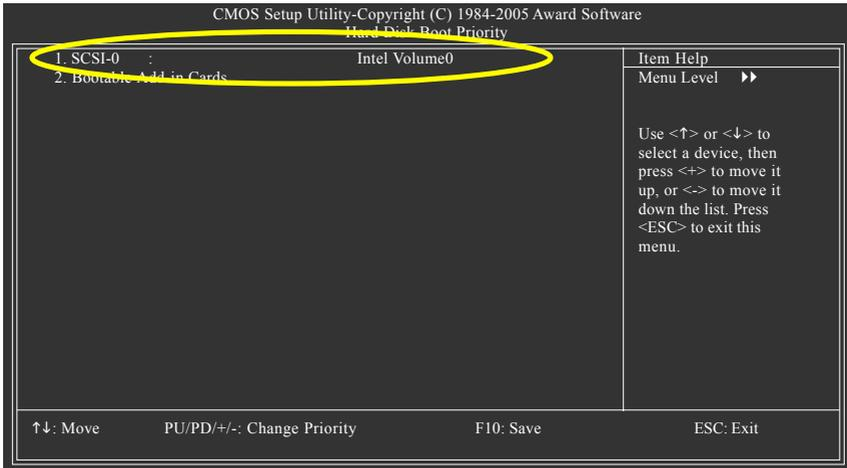 CMOS Setup Utility-Copyright (C) 1984-2005 Award Software
Hard Disk Boot Priority
1. SCSI-0 : Intel Volume0
2. Bootable Add-in Cards
Item Help
Menu Level ▸▸
Use <↑> or <↓> to
select a device, then
press <+> to move it
up, or <-> to move it
down the list. Press
<ESC> to exit this
menu.
↑↓: Move PU/PD/+/-: Change Priority F10: Save ESC: Exit